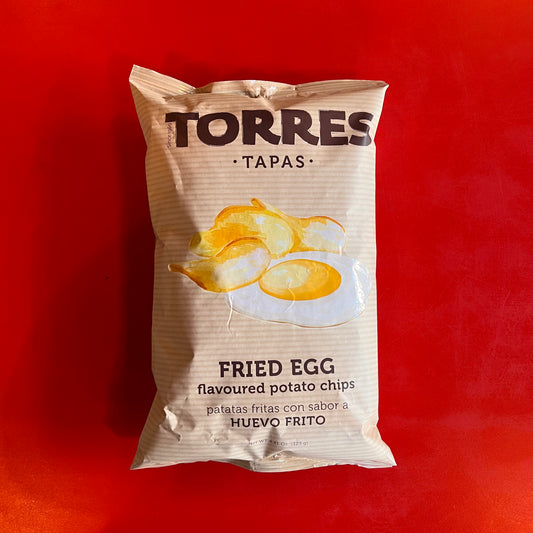 TORRES
• TAPAS •
FRIED EGG
flavoured potato chips
patatas fritas con sabor a
HUEVO FRITO